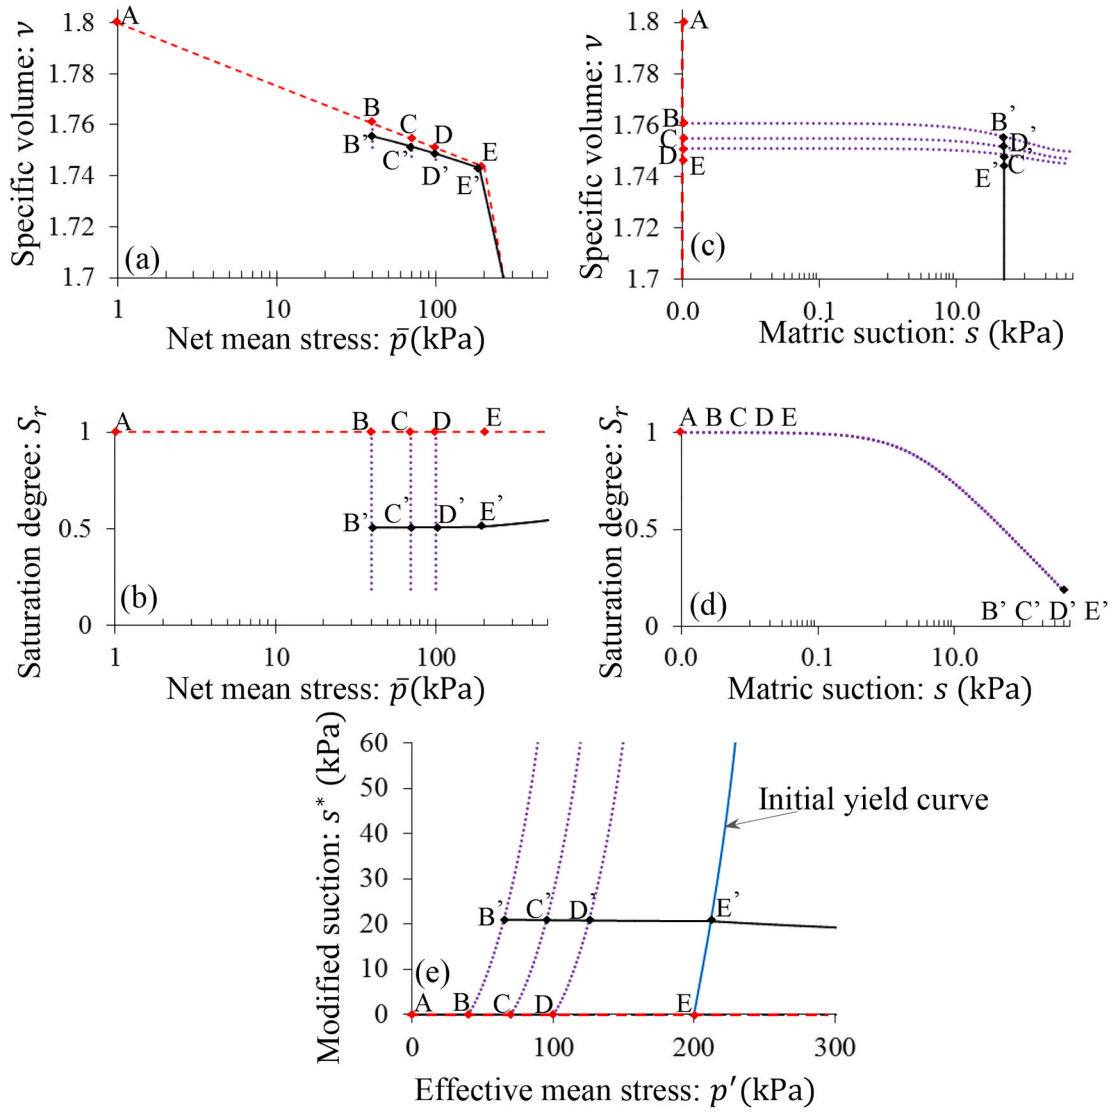 Specific volume: ν
1.8
1.78
1.76
1.74
1.72
1.7
A
B
C
D
E
B’
C’
D’
E’
(a)
1
10
100
Net mean stress: p̄(kPa)
Specific volume: ν
1.8
1.78
1.76
1.74
1.72
1.7
A
B
C
D
E
B’
D’
C’
E’
(c)
0.0
0.1
10.0
Matric suction: s (kPa)
Saturation degree: Sᵣ
1
0.5
0
A
B
C
D
E
B’
C’
D’
E’
(b)
1
10
100
Net mean stress: p̄(kPa)
Saturation degree: Sᵣ
1
0.5
0
A B C D E
(d)
B’ C’ D’ E’
0.0
0.1
10.0
Matric suction: s (kPa)
Modified suction: s* (kPa)
60
50
40
30
20
10
0
Initial yield curve
B’
C’
D’
E’
(e)
A
B
C
D
E
0
100
200
300
Effective mean stress: p′(kPa)